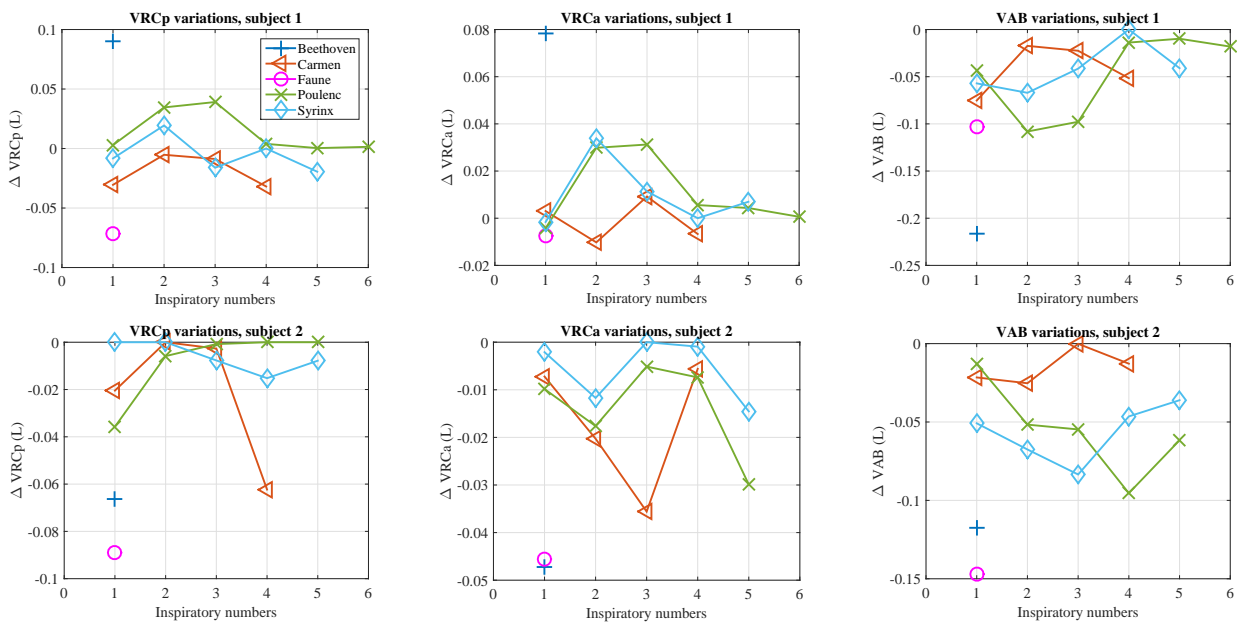 VRCp variations, subject 1
0.1
0.05
0
-0.05
-0.1
Δ VRCp (L)
0 1 2 3 4 5 6
Inspiratory numbers
Beethoven
Carmen
Faune
Poulenc
Syrinx
VRCa variations, subject 1
0.08
0.06
0.04
0.02
0
-0.02
Δ VRCa (L)
0 1 2 3 4 5 6
Inspiratory numbers
VAB variations, subject 1
0
-0.05
-0.1
-0.15
-0.2
-0.25
Δ VAB (L)
0 1 2 3 4 5 6
Inspiratory numbers
VRCp variations, subject 2
0
-0.02
-0.04
-0.06
-0.08
-0.1
Δ VRCp (L)
0 1 2 3 4 5 6
Inspiratory numbers
VRCa variations, subject 2
0
-0.01
-0.02
-0.03
-0.04
-0.05
Δ VRCa (L)
0 1 2 3 4 5 6
Inspiratory numbers
VAB variations, subject 2
0
-0.05
-0.1
-0.15
Δ VAB (L)
0 1 2 3 4 5 6
Inspiratory numbers